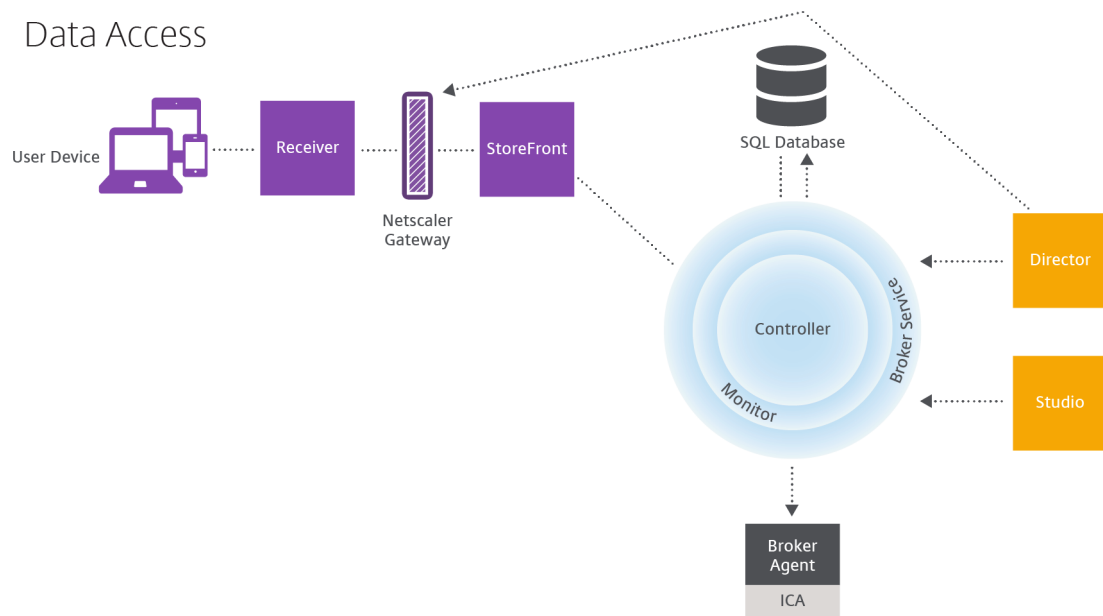 Data Access
User Device
Receiver
Netscaler
Gateway
StoreFront
SQL Database
Controller
Monitor
Broker Service
Director
Studio
Broker
Agent
ICA